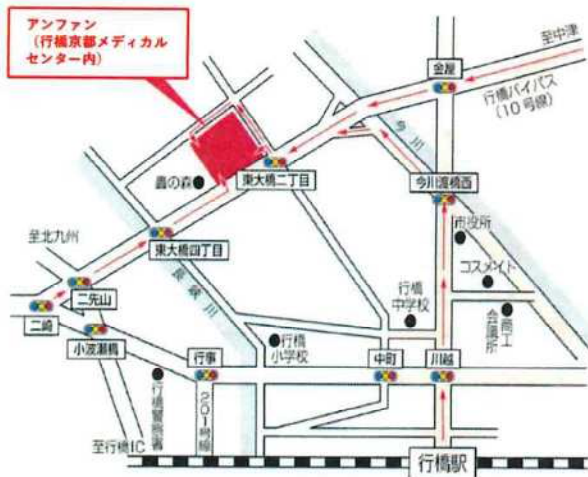 アンファン
（行橋京都メディカル
センター内）
至中津
金屋
行橋バイパス
（10号線）
今川
東大橋二丁目
今川渡橋西
蟲の森
市役所
至北九州
東大橋四丁目
コスメイト
長峡川
二先山
行橋
中学校
商工
会議所
二崎
小波瀬橋
行橋
小学校
行事
中町
川越
行橋警察署
201号線
至行橋IC
行橋駅